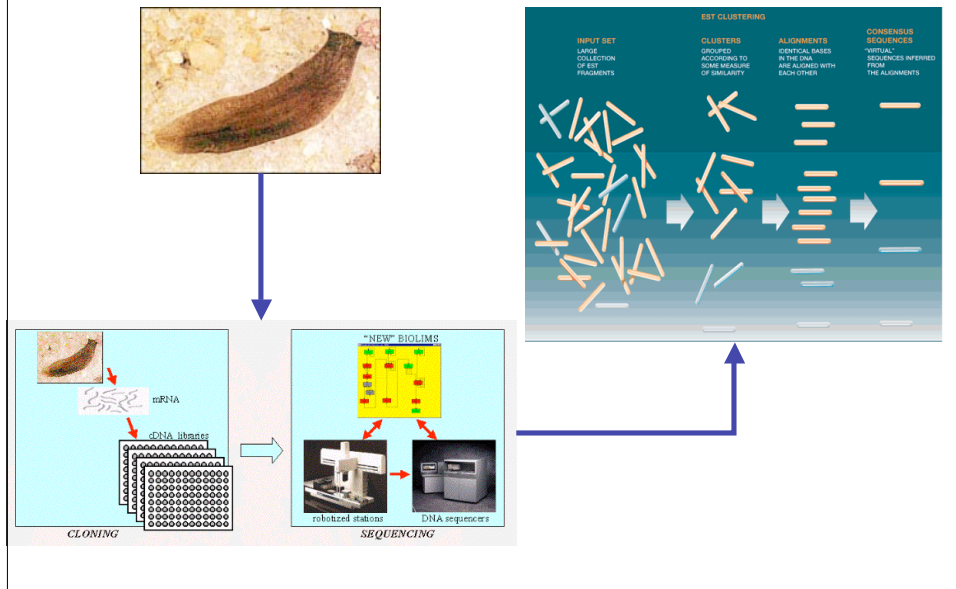 EST CLUSTERING
INPUT SET
LARGE
COLLECTION
OF EST
FRAGMENTS
CLUSTERS
GROUPED
ACCORDING TO
SOME MEASURE
OF SIMILARITY
ALIGNMENTS
IDENTICAL BASES
IN THE DNA
ARE ALIGNED WITH
EACH OTHER
CONSENSUS
SEQUENCES
"VIRTUAL"
SEQUENCES INFERRED
FROM
THE ALIGNMENTS
mRNA
cDNA libraries
CLONING
"NEW" BIOLIMS
robotized stations
DNA sequencers
SEQUENCING